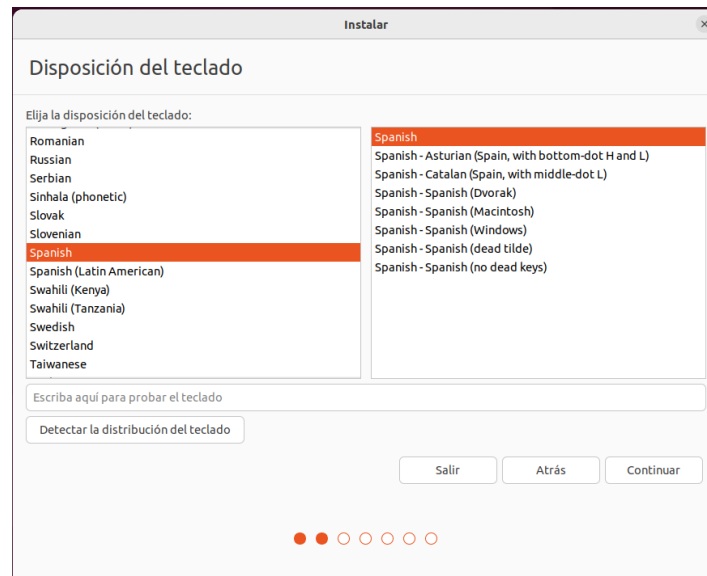 Instalar
Disposición del teclado
Elija la disposición del teclado:
Romanian
Russian
Serbian
Sinhala (phonetic)
Slovak
Slovenian
Spanish
Spanish (Latin American)
Swahili (Kenya)
Swahili (Tanzania)
Swedish
Switzerland
Taiwanese
Spanish
Spanish - Asturian (Spain, with bottom-dot H and L)
Spanish - Catalan (Spain, with middle-dot L)
Spanish - Spanish (Dvorak)
Spanish - Spanish (Macintosh)
Spanish - Spanish (Windows)
Spanish - Spanish (dead tilde)
Spanish - Spanish (no dead keys)
Escriba aquí para probar el teclado
Detectar la distribución del teclado
Salir
Atrás
Continuar